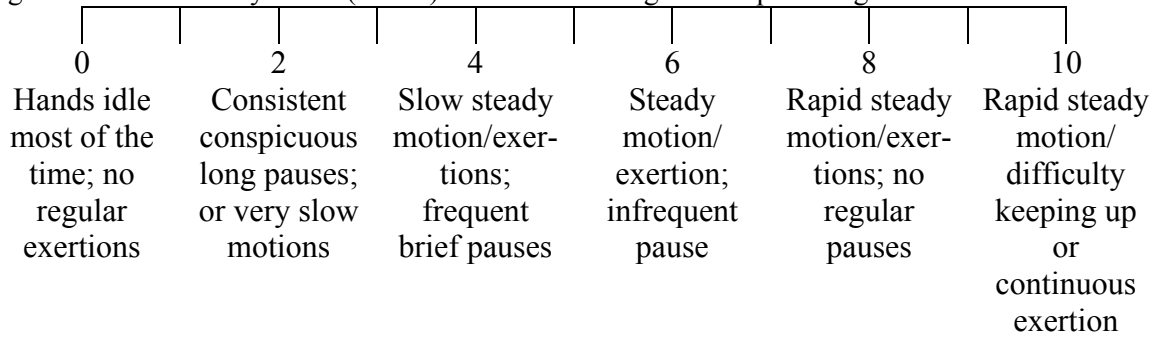 0
Hands idle
most of the
time; no
regular
exertions
2
Consistent
conspicuous
long pauses;
or very slow
motions
4
Slow steady
motion/exer-
tions;
frequent
brief pauses
6
Steady
motion/
exertion;
infrequent
pause
8
Rapid steady
motion/exer-
tions; no
regular
pauses
10
Rapid steady
motion/
difficulty
keeping up
or
continuous
exertion